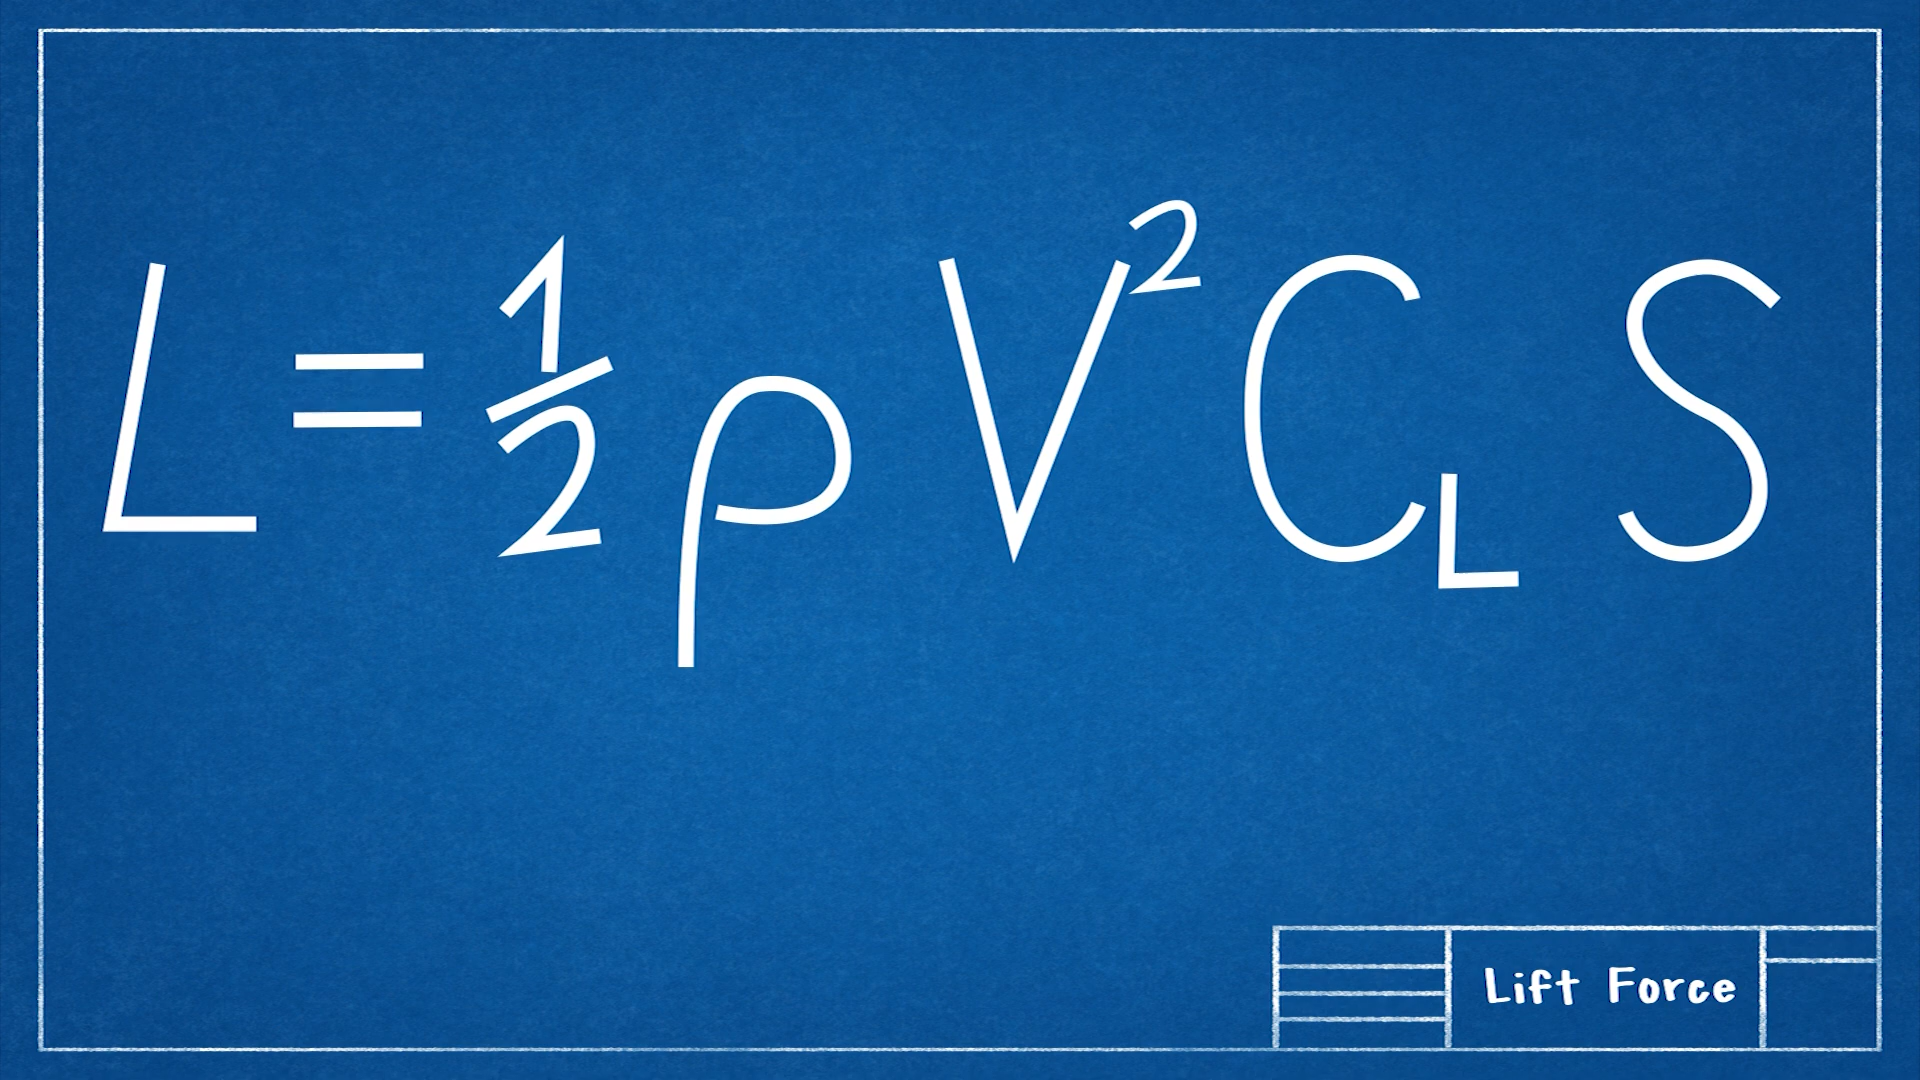 L = ½ ρ V² C_L S
Lift Force